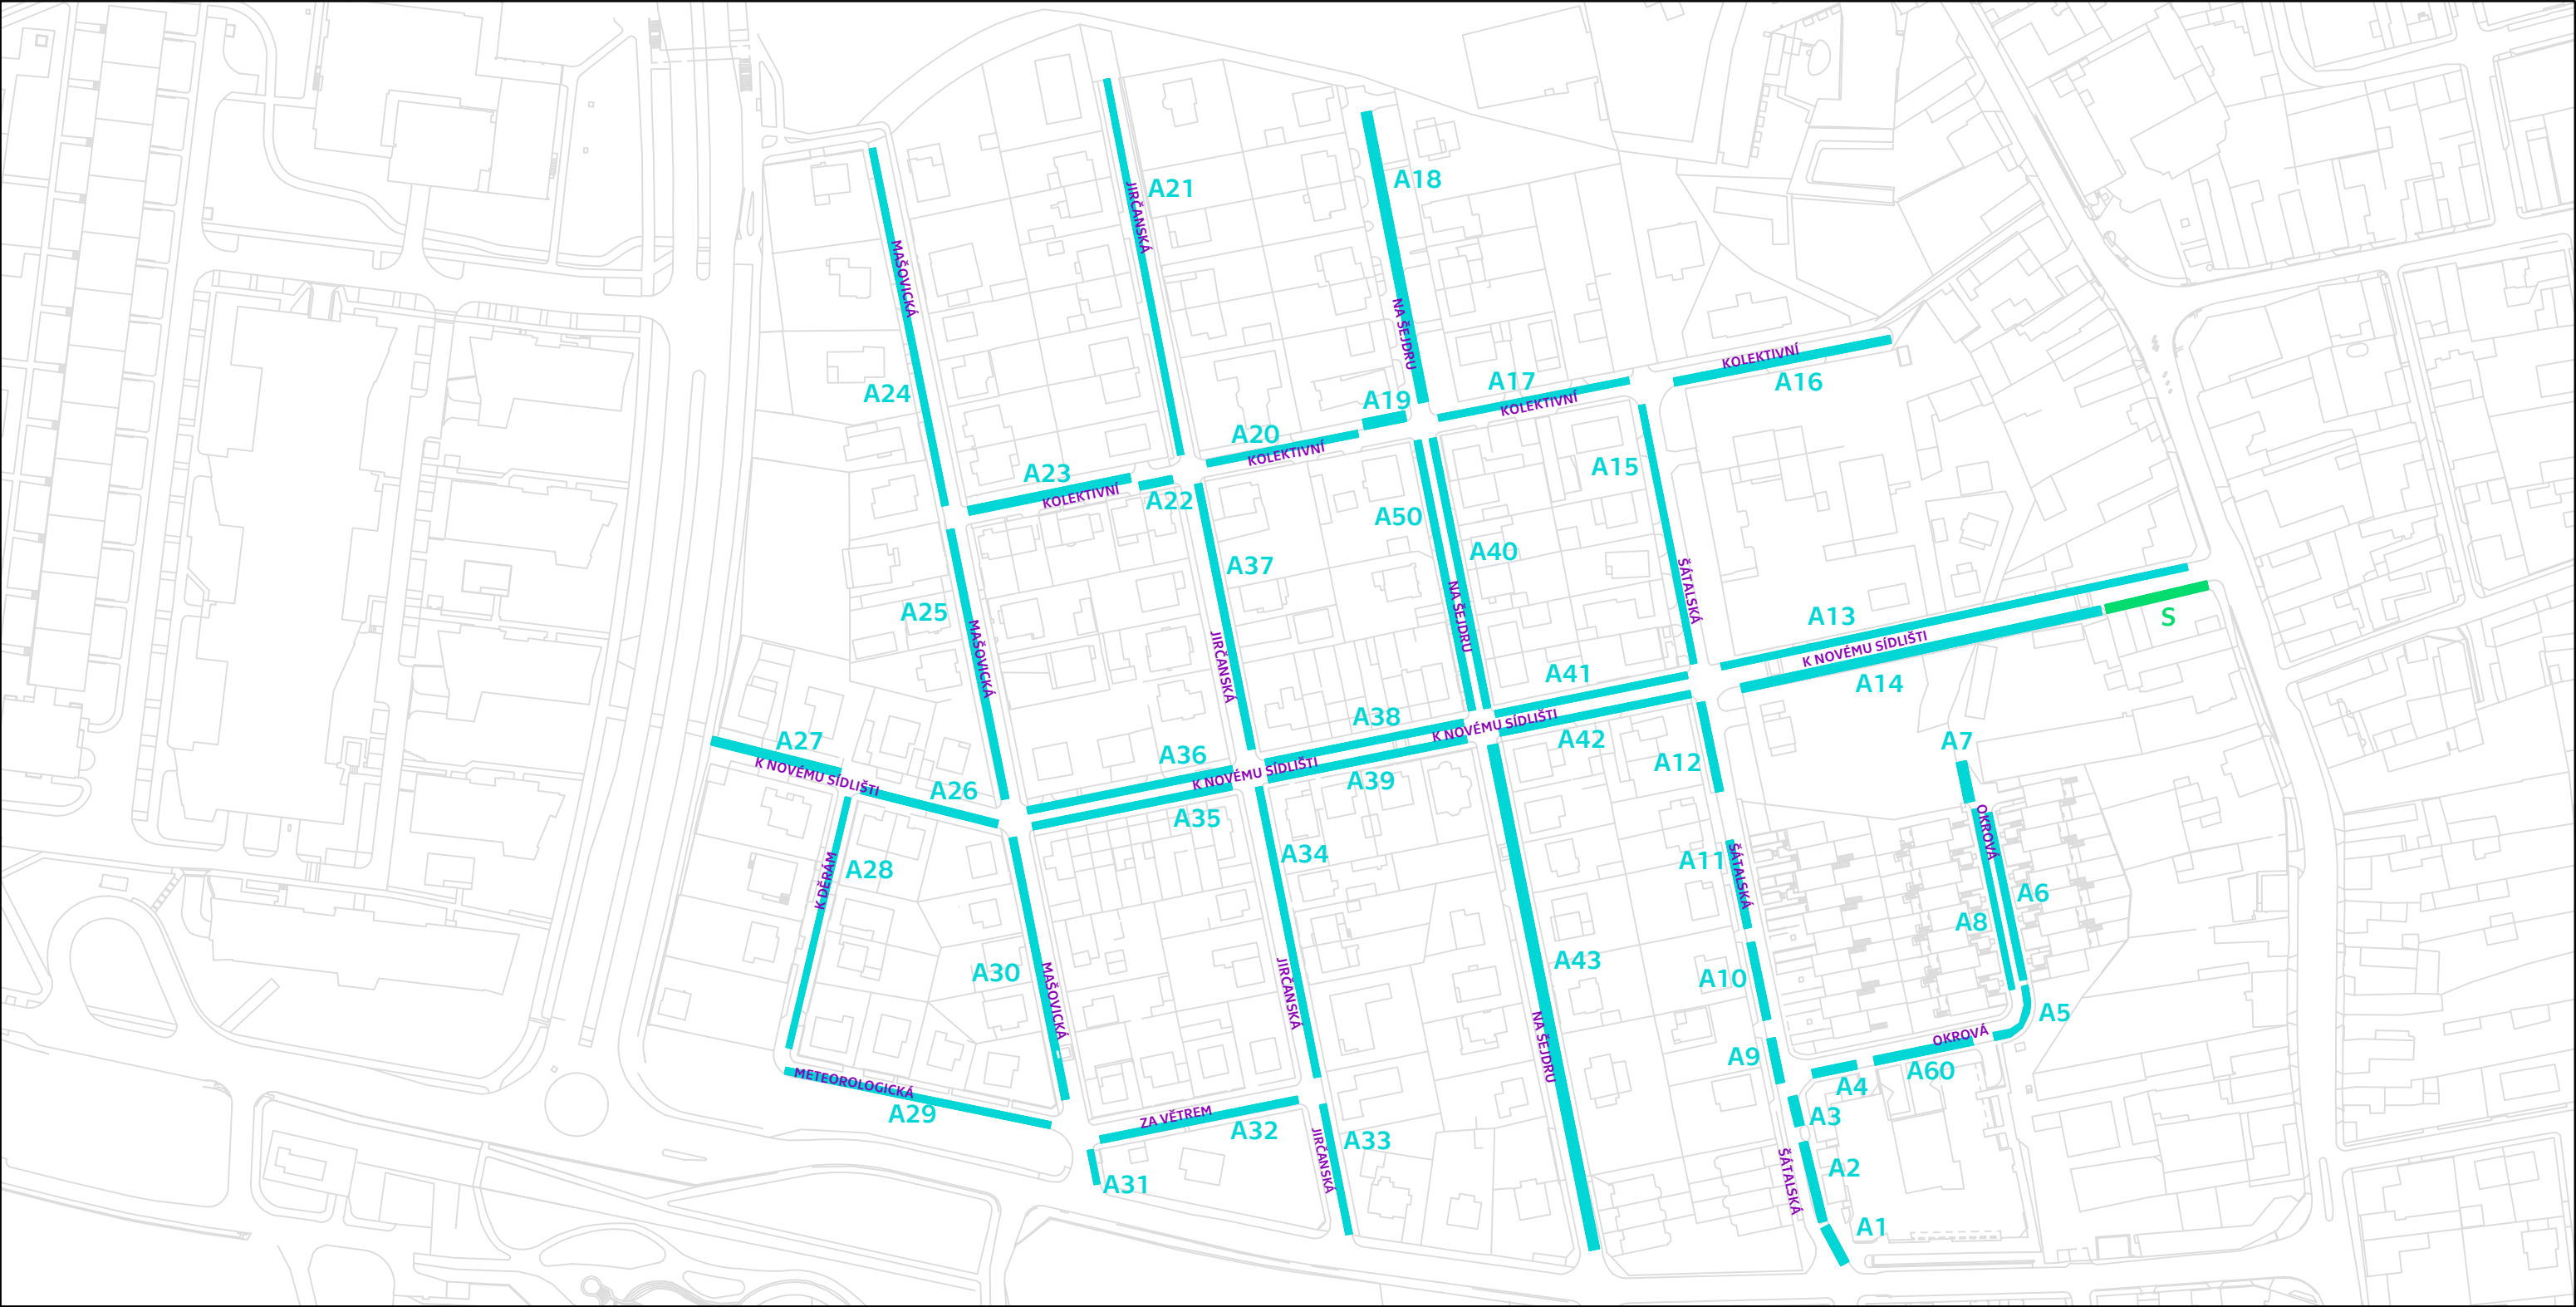 A21
A18
JIRČANSKÁ
MAŠOVICKÁ
NA ŠEJDRU
KOLEKTIVNÍ
A16
A24
A17
KOLEKTIVNÍ
A19
A20
KOLEKTIVNÍ
A23
KOLEKTIVNÍ
A22
A15
A50
A40
A37
ŠÁTALSKÁ
A25
MAŠOVICKÁ
NA ŠEJDRU
A13
S
JIRČANSKÁ
K NOVÉMU SÍDLIŠTI
A14
A41
A38
K NOVÉMU SÍDLIŠTI
A42
A27
K NOVÉMU SÍDLIŠTI
A26
A36
K NOVÉMU SÍDLIŠTI
A39
A12
A7
A35
OKROVÁ
A34
A28
K DĚRÁM
A11
ŠÁTALSKÁ
A6
A8
A30
MAŠOVICKÁ
JIRČANSKÁ
A43
A10
A5
NA ŠEJDRU
OKROVÁ
A9
A60
A4
METEOROLOGICKÁ
A29
ZA VĚTREM
A32
A3
A33
JIRČANSKÁ
A31
A2
ŠÁTALSKÁ
A1